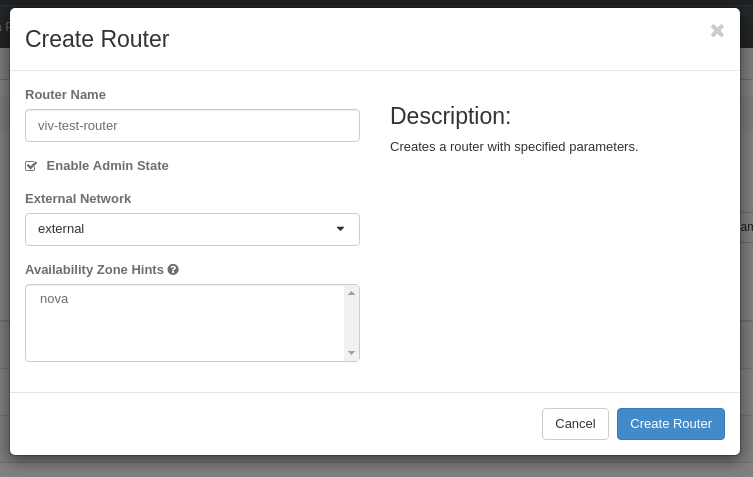 Create Router
Router Name
viv-test-router
Enable Admin State
External Network
external
Availability Zone Hints
nova
Description:
Creates a router with specified parameters.
Cancel
Create Router